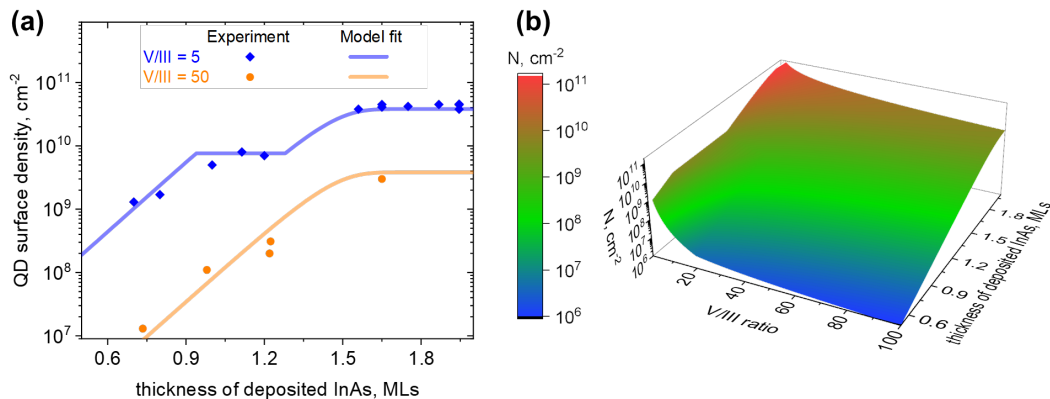 (a)
Experiment Model fit
V/III = 5
V/III = 50
QD surface density, cm⁻²
10¹¹
10¹⁰
10⁹
10⁸
10⁷
0.6 0.9 1.2 1.5 1.8
thickness of deposited InAs, MLs
(b)
N, cm⁻²
10¹¹
10¹⁰
10⁹
10⁸
10⁷
10⁶
10¹¹
10¹⁰
10⁹
10⁸
10⁷
10⁶
N, cm⁻²
20 40 60 80 100
V/III ratio
0.6 0.9 1.2 1.5 1.8
thickness of deposited InAs, MLs